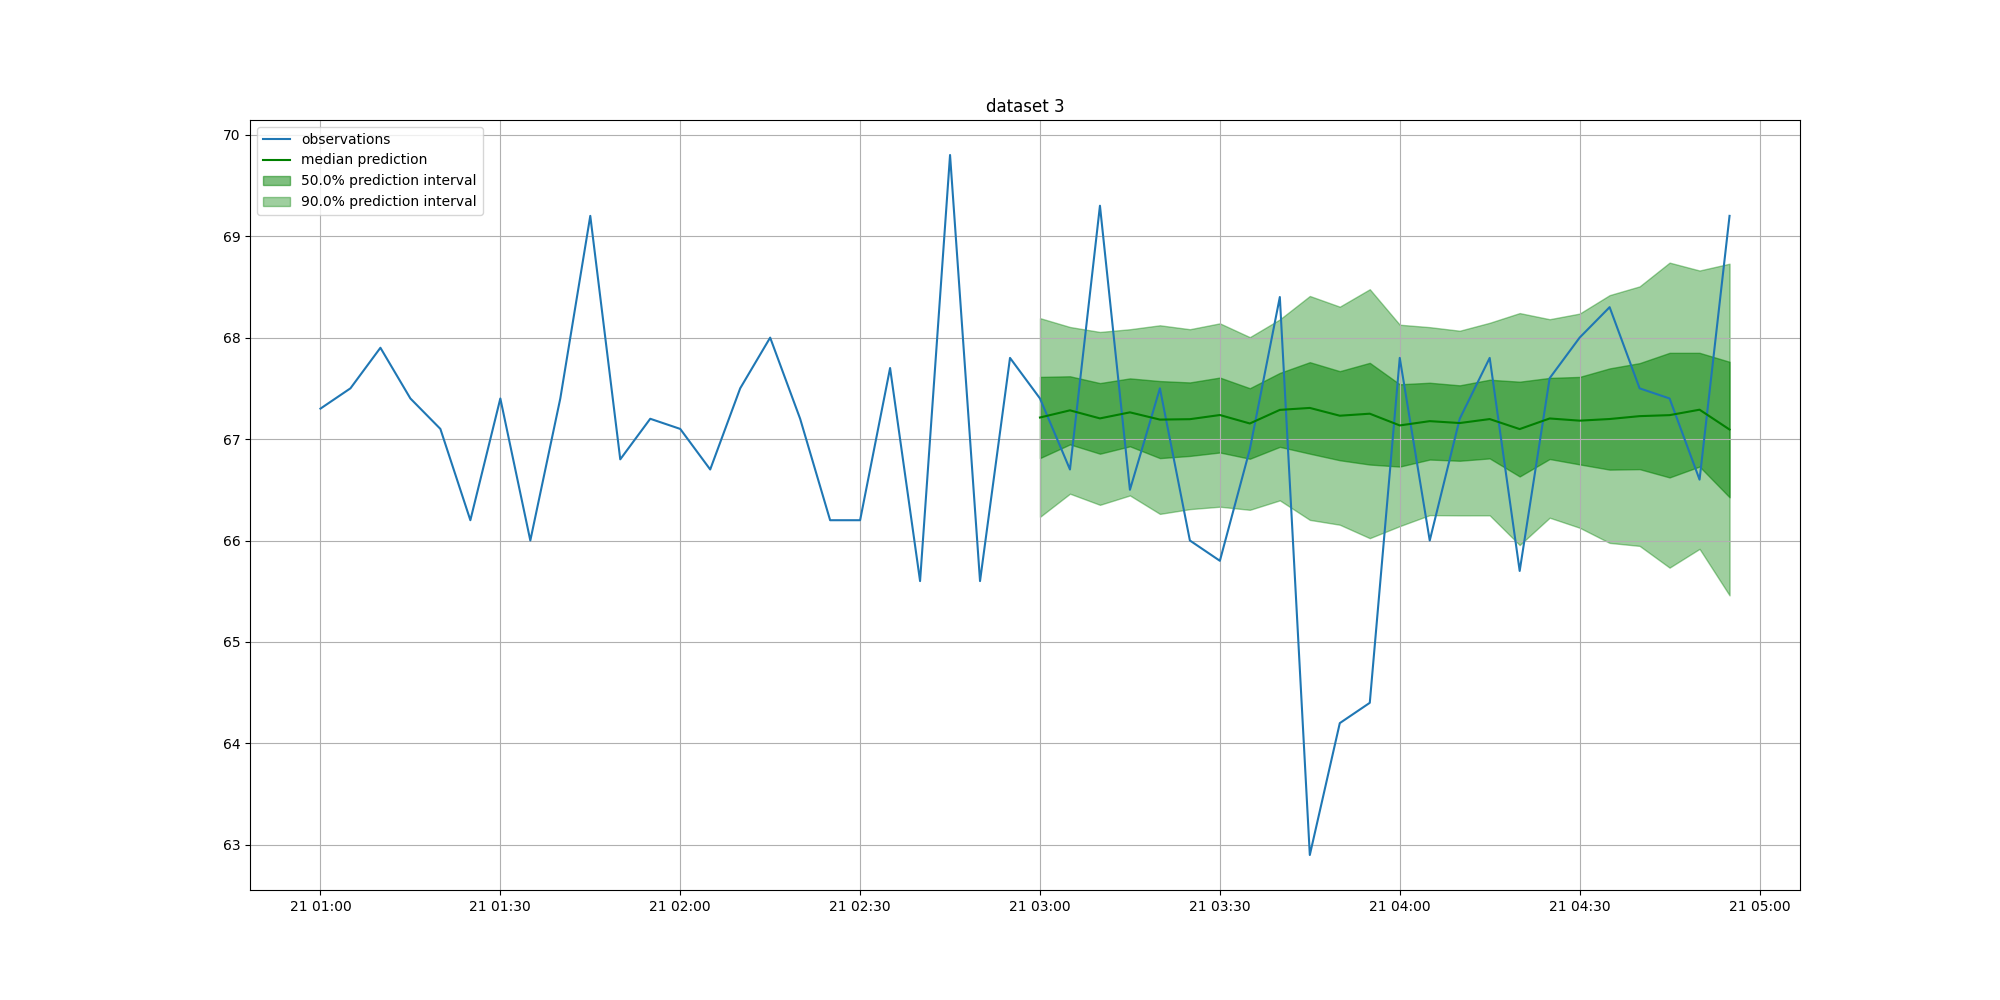 dataset 3
observations
median prediction
50.0% prediction interval
90.0% prediction interval
70
69
68
67
66
65
64
63
21 01:00 21 01:30 21 02:00 21 02:30 21 03:00 21 03:30 21 04:00 21 04:30 21 05:00